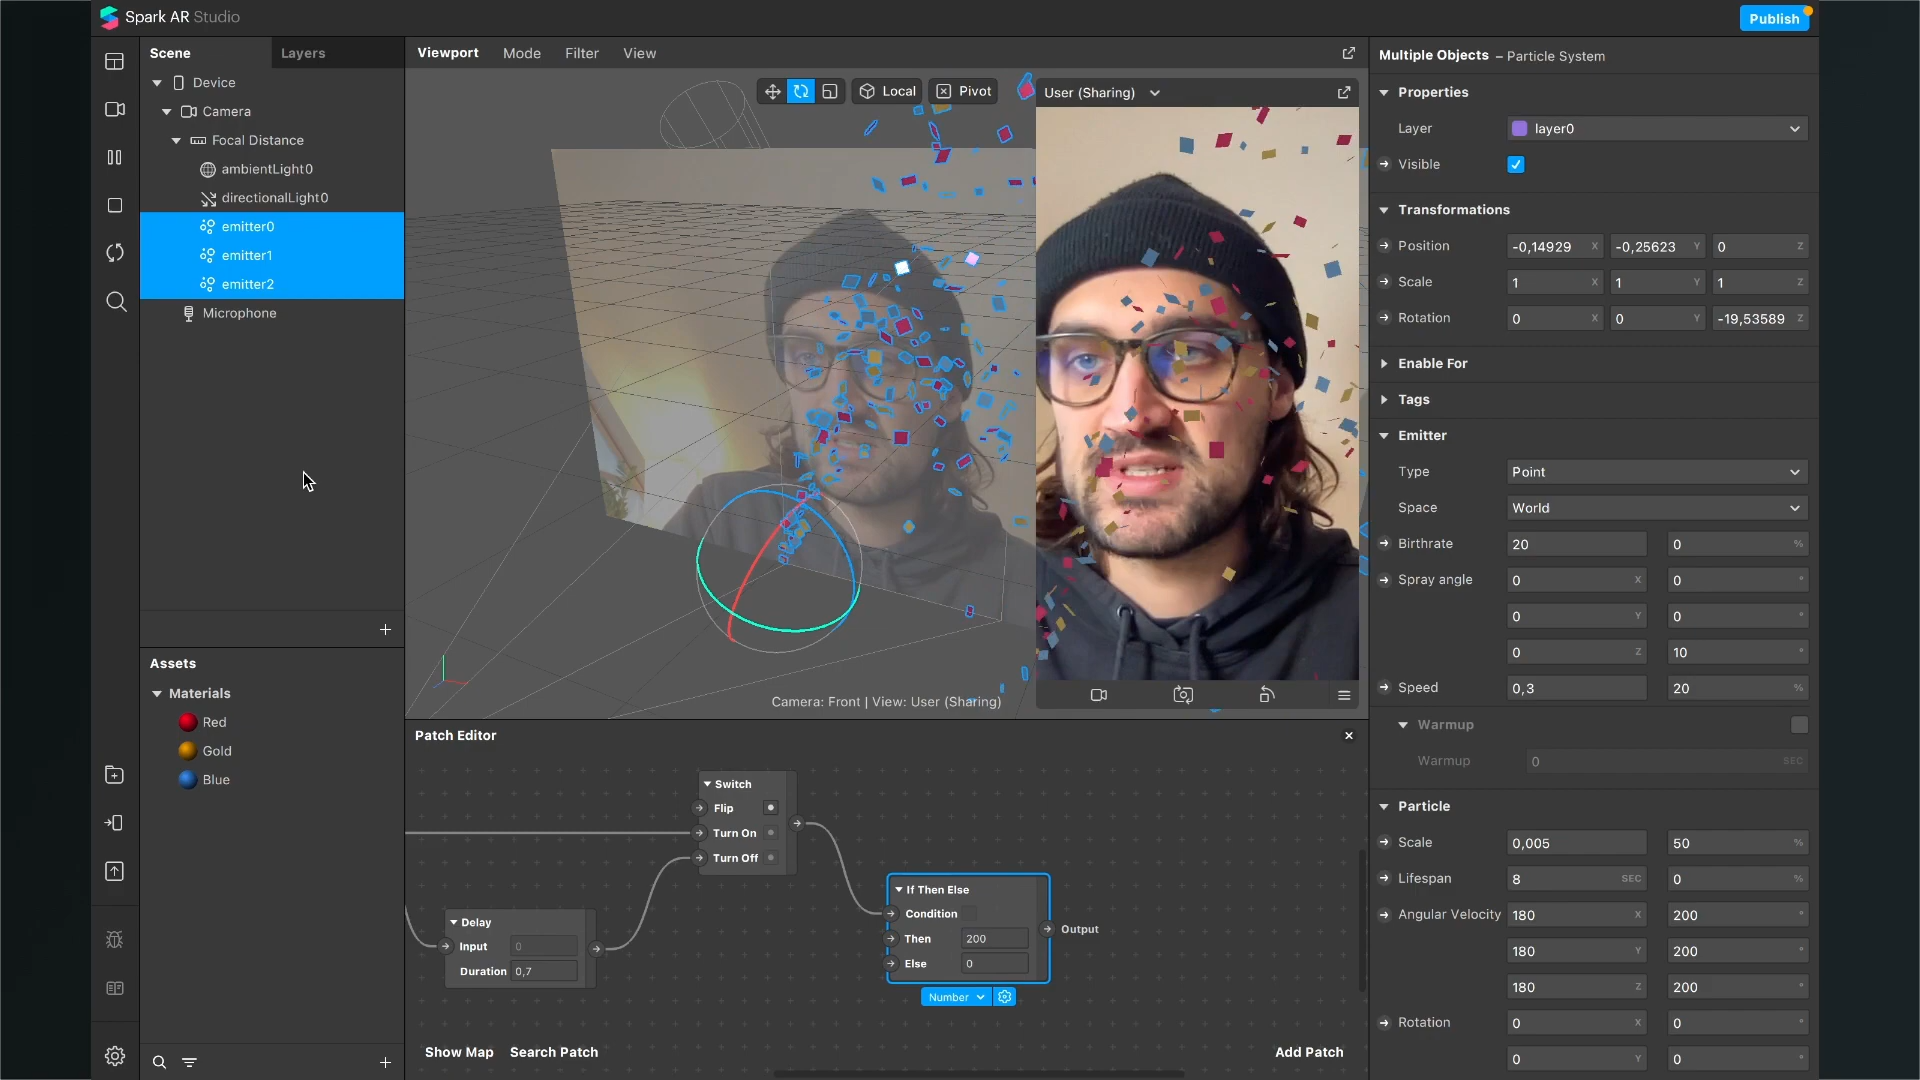 Spark AR Studio
Publish
Scene
Layers
Device
Camera
Focal Distance
ambientLight0
directionalLight0
emitter0
emitter1
emitter2
Microphone
Assets
Materials
Red
Gold
Blue
Viewport
Mode
Filter
View
Local
Pivot
User (Sharing)
Camera: Front | View: User (Sharing)
Patch Editor
Switch
Flip
Turn On
Turn Off
Delay
Input 0
Duration 0,7
If Then Else
Condition
Then 200
Else 0
Output
Number
Show Map
Search Patch
Add Patch
Multiple Objects – Particle System
Properties
Layer layer0
Visible
Transformations
Position -0,14929 X -0,25623 Y 0 Z
Scale 1 X 1 Y 1 Z
Rotation 0 X 0 Y -19,53589 Z
Enable For
Tags
Emitter
Type Point
Space World
Birthrate 20 0 %
Spray angle 0 X 0 °
0 Y 0 °
0 Z 10 °
Speed 0,3 20 %
Warmup
Warmup 0 SEC
Particle
Scale 0,005 50 %
Lifespan 8 SEC 0 %
Angular Velocity 180 X 200 °
180 Y 200 °
180 Z 200 °
Rotation 0 X 0 °
0 Y 0 °